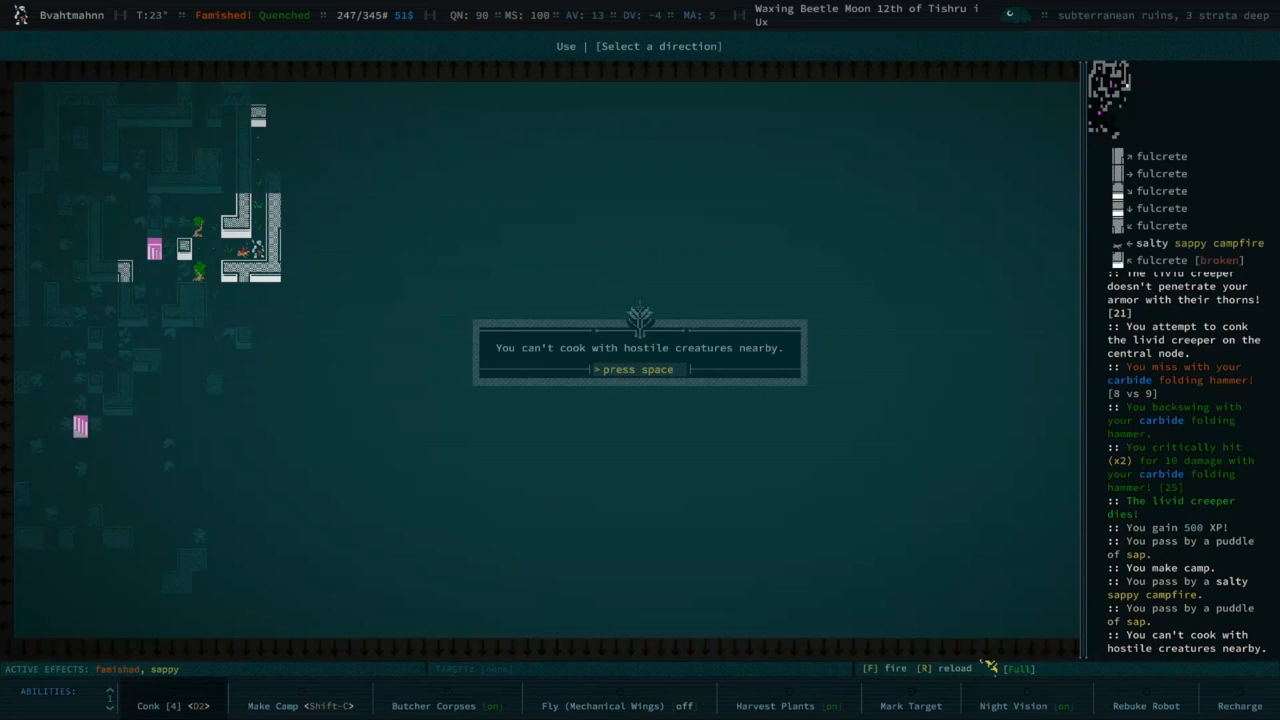 Bvahtmahnn T:23° :: Famished! Quenched :: 247/345# 51$ QN: 90 :: MS: 100 :: AV: 13 :: DV: -4 :: MA: 5 Waxing Beetle Moon 12th of Tishru i Ux :: subterranean ruins, 3 strata deep
Use | [Select a direction]
fulcrete
fulcrete
fulcrete
fulcrete
fulcrete
salty sappy campfire
fulcrete [broken]
:: The livid creeper
doesn't penetrate your
armor with their thorns!
[21]
:: You attempt to conk
the livid creeper on the
central node.
:: You miss with your
carbide folding hammer!
[8 vs 9]
:: You backswing with
your carbide folding
hammer.
:: You critically hit
(x2) for 10 damage with
your carbide folding
hammer! [25]
:: The livid creeper
dies!
:: You gain 500 XP!
:: You pass by a puddle
of sap.
:: You make camp.
:: You pass by a salty
sappy campfire.
:: You pass by a puddle
of sap.
:: You can't cook with
hostile creatures nearby.
You can't cook with hostile creatures nearby.
> press space
ACTIVE EFFECTS: famished, sappy TARGET: [none] [F] fire [R] reload [Full]
ABILITIES: 1 Conk [4] <D2> Make Camp <Shift-C> Butcher Corpses [on] Fly (Mechanical Wings) [off] Harvest Plants [on] Mark Target Night Vision [on] Rebuke Robot Recharge